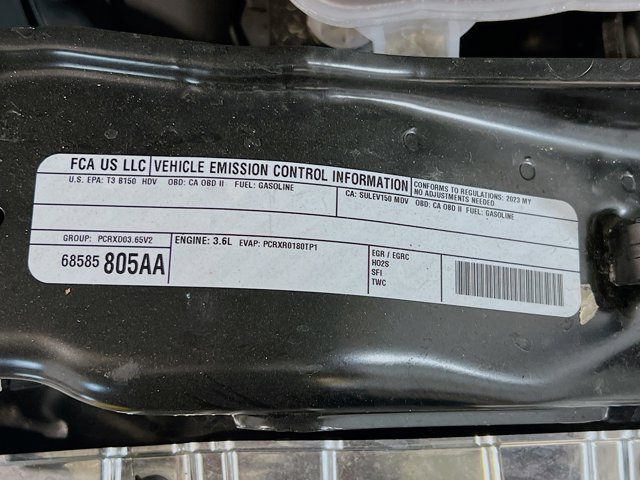 FCA US LLC VEHICLE EMISSION CONTROL INFORMATION CONFORMS TO REGULATIONS: 2023 MY
NO ADJUSTMENTS NEEDED
U.S. EPA: T3 B150 HDV OBD: CA OBD II FUEL: GASOLINE
CA: SULEV150 MDV OBD: CA OBD II FUEL: GASOLINE
GROUP: PCRXD03.65V2
68585 805AA
ENGINE: 3.6L EVAP: PCRXR0180TP1
EGR / EGRC
HO2S
SFI
TWC